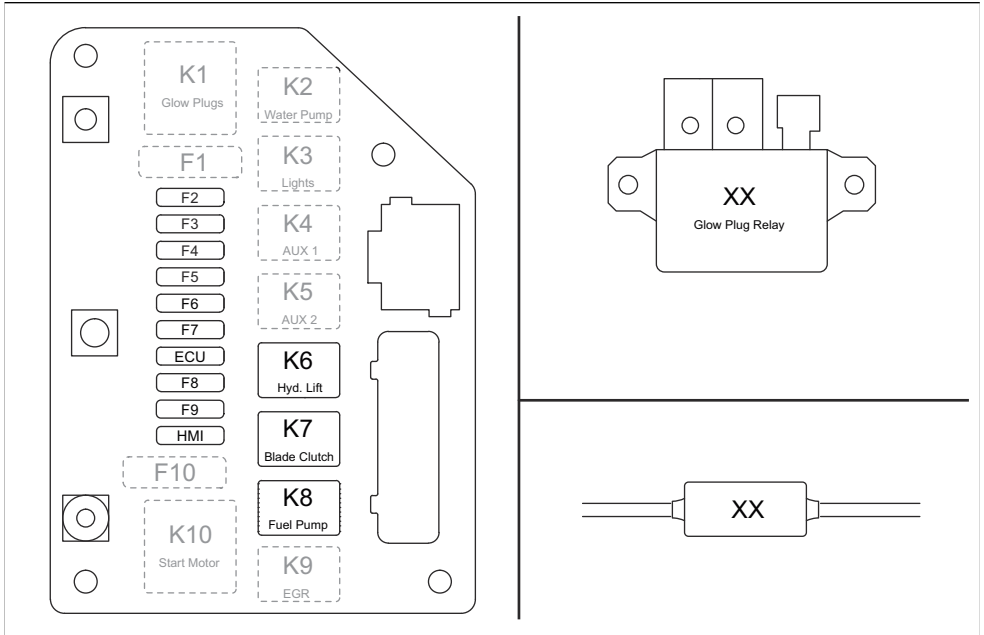 K1
Glow Plugs
F1
F2
F3
F4
F5
F6
F7
ECU
F8
F9
HMI
F10
K10
Start Motor
K2
Water Pump
K3
Lights
K4
AUX 1
K5
AUX 2
K6
Hyd. Lift
K7
Blade Clutch
K8
Fuel Pump
K9
EGR
XX
Glow Plug Relay
XX